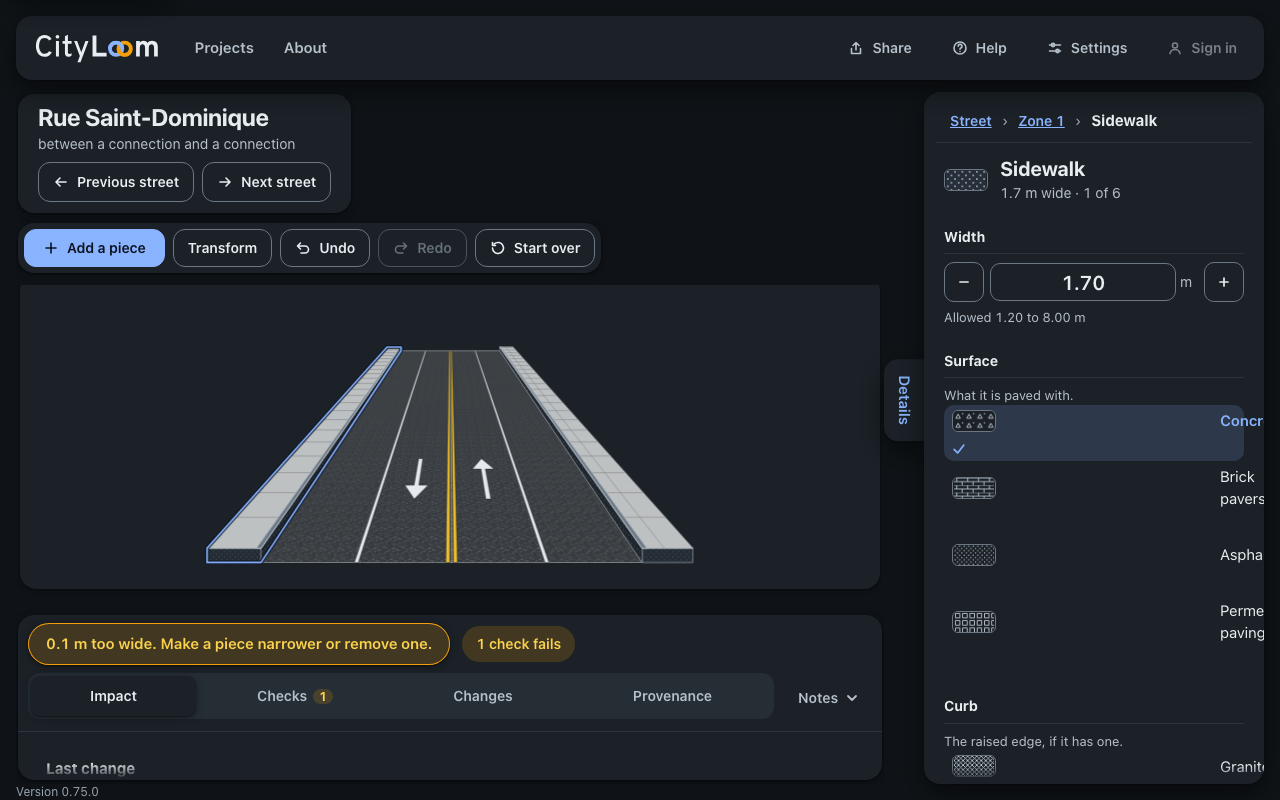 CityLoom
Projects
About
Share
Help
Settings
Sign in
Rue Saint-Dominique
between a connection and a connection
Previous street
Next street
Add a piece
Transform
Undo
Redo
Start over
0.1 m too wide. Make a piece narrower or remove one.
1 check fails
Impact
Checks 1
Changes
Provenance
Notes
Last change
Version 0.75.0
Details
Street › Zone 1 › Sidewalk
Sidewalk
1.7 m wide · 1 of 6
Width
− 1.70 m +
Allowed 1.20 to 8.00 m
Surface
What it is paved with.
Concr
Brick
pavers
Aspha
Perme
paving
Curb
The raised edge, if it has one.
Granite